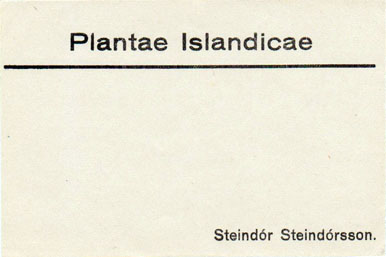 Plantae Islandicae
Steindór Steindórsson.